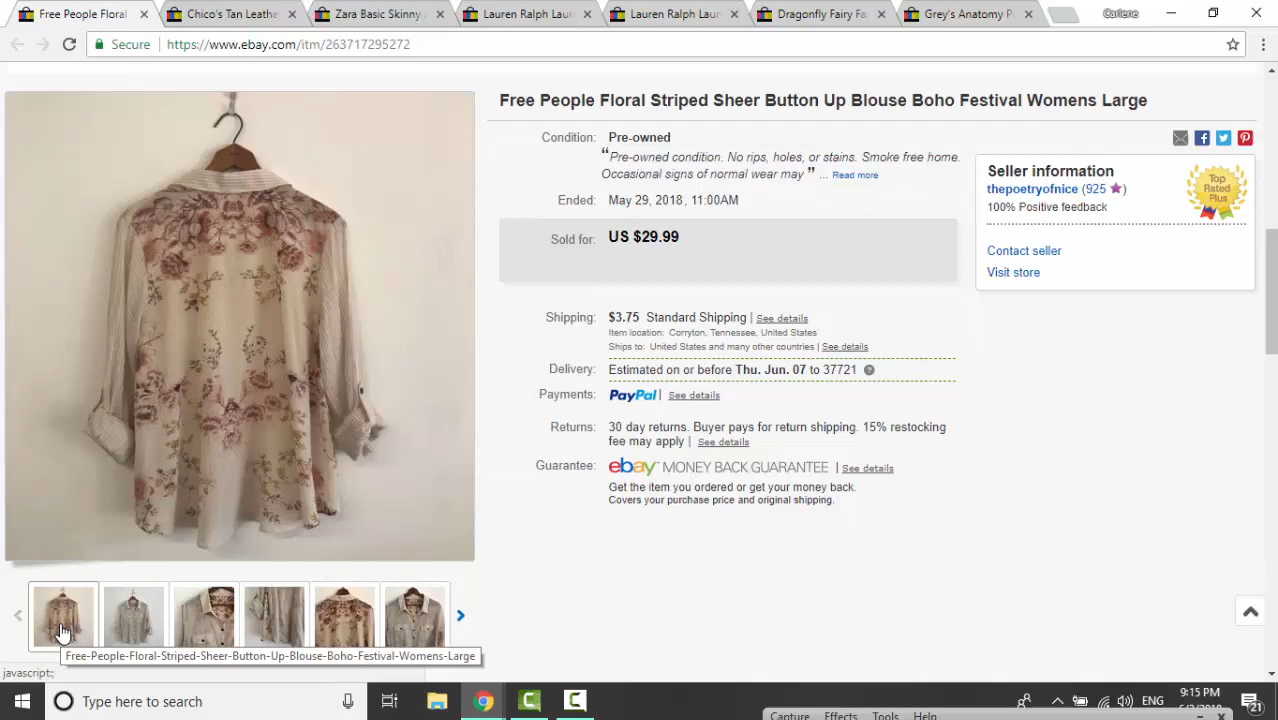 Free People Floral
Chico's Tan Leathe
Zara Basic Skinny
Lauren Ralph Laur
Lauren Ralph Lau
Dragonfly Fairy Fa
Grey's Anatomy P
Carlene
Secure https://www.ebay.com/itm/263717295272
Free People Floral Striped Sheer Button Up Blouse Boho Festival Womens Large
Condition: Pre-owned
"Pre-owned condition. No rips, holes, or stains. Smoke free home.
Occasional signs of normal wear may " ... Read more
Ended: May 29, 2018 , 11:00AM
Sold for: US $29.99
Shipping: $3.75 Standard Shipping | See details
Item location: Corryton, Tennessee, United States
Ships to: United States and many other countries | See details
Delivery: Estimated on or before Thu. Jun. 07 to 37721
Payments: PayPal | See details
Returns: 30 day returns. Buyer pays for return shipping. 15% restocking
fee may apply | See details
Guarantee: ebay MONEY BACK GUARANTEE | See details
Get the item you ordered or get your money back.
Covers your purchase price and original shipping.
Seller information
thepoetryofnice (925 )
100% Positive feedback
Top
Rated
Plus
Contact seller
Visit store
Free-People-Floral-Striped-Sheer-Button-Up-Blouse-Boho-Festival-Womens-Large
javascript:;
Type here to search
ENG
9:15 PM
21
Capture Effects Tools Help